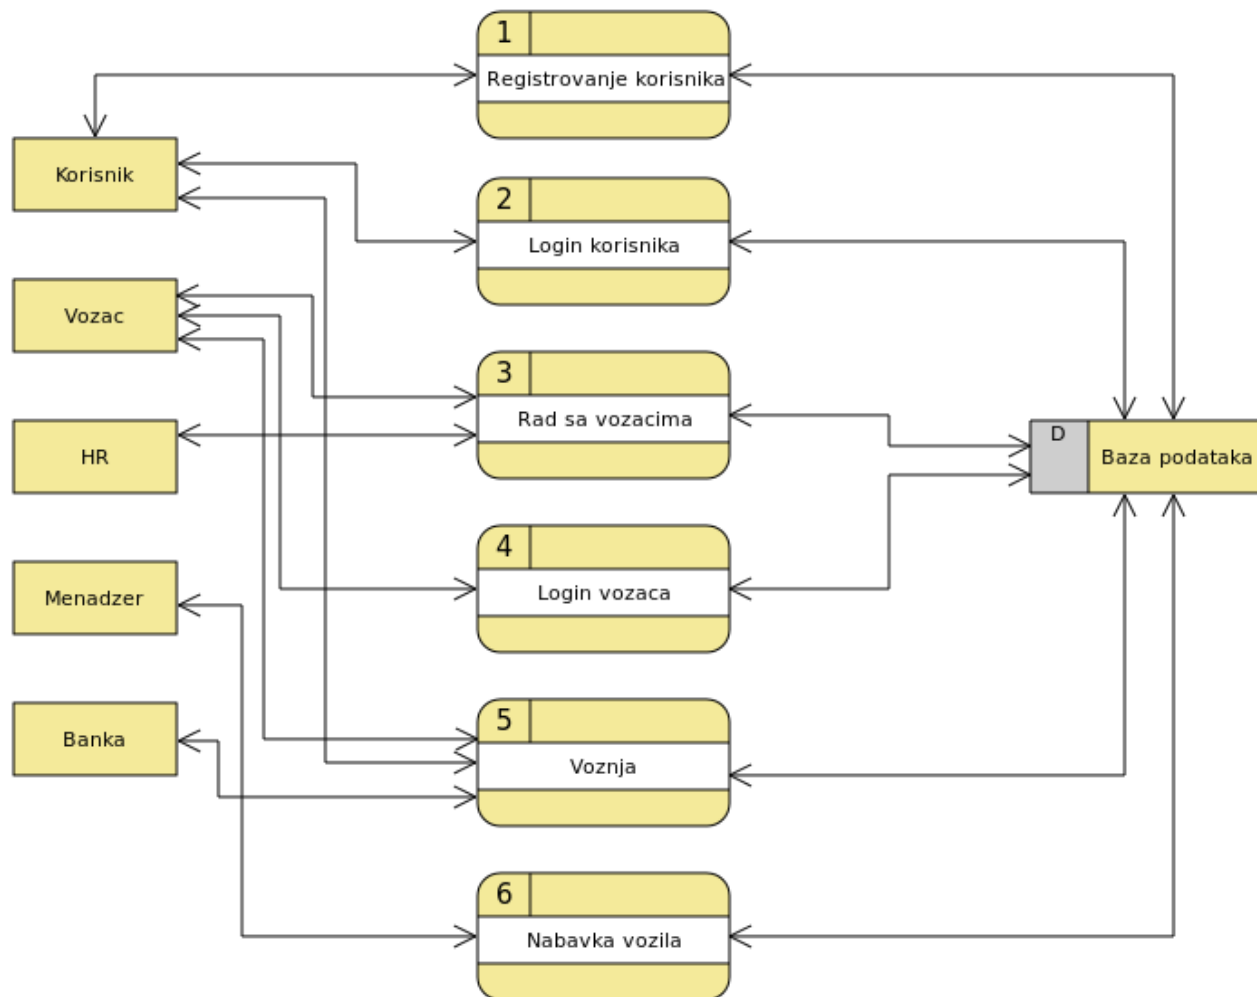 1
Registrovanje korisnika
Korisnik
2
Login korisnika
Vozac
3
Rad sa vozacima
HR
D
Baza podataka
4
Login vozaca
Menadzer
5
Voznja
Banka
6
Nabavka vozila